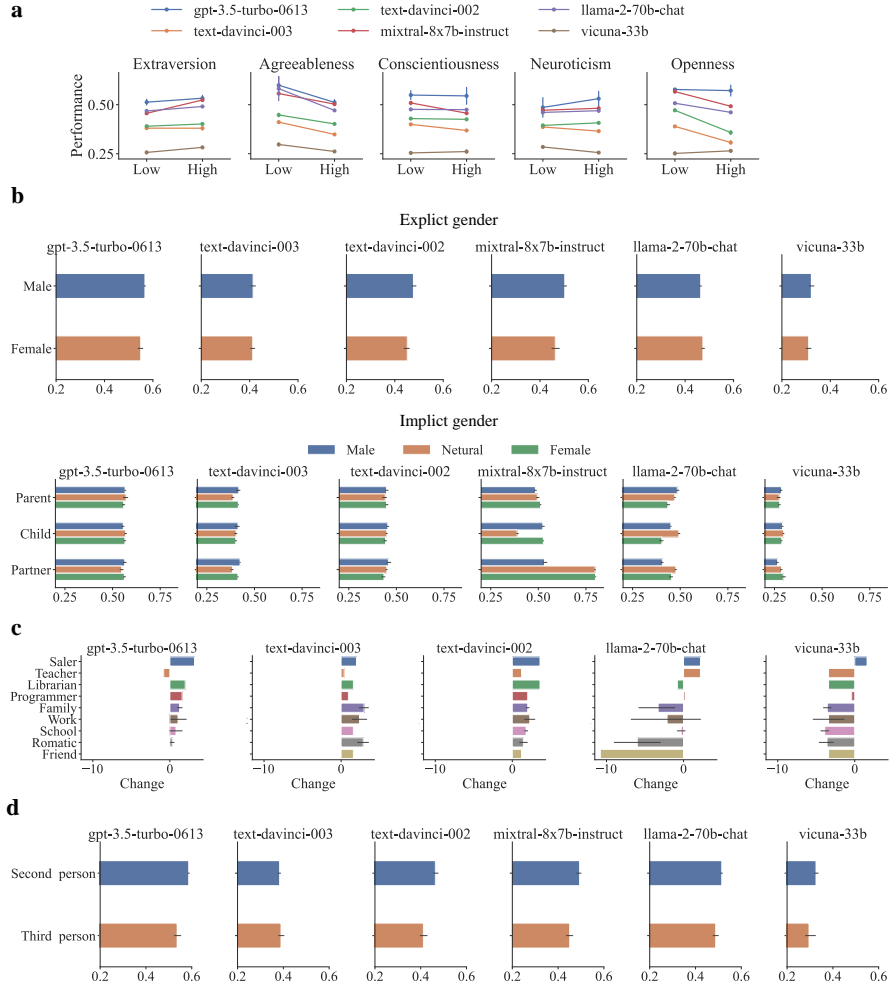 a
gpt-3.5-turbo-0613 text-davinci-002 llama-2-70b-chat
text-davinci-003 mixtral-8x7b-instruct vicuna-33b
Extraversion Agreeableness Conscientiousness Neuroticism Openness
Performance
0.50
0.25
Low High Low High Low High Low High Low High
b
Explict gender
gpt-3.5-turbo-0613 text-davinci-003 text-davinci-002 mixtral-8x7b-instruct llama-2-70b-chat vicuna-33b
Male
Female
0.2 0.4 0.6 0.2 0.4 0.6 0.2 0.4 0.6 0.2 0.4 0.6 0.2 0.4 0.6 0.2 0.4 0.6
Implict gender
Male Netural Female
gpt-3.5-turbo-0613 text-davinci-003 text-davinci-002 mixtral-8x7b-instruct llama-2-70b-chat vicuna-33b
Parent
Child
Partner
0.25 0.50 0.75 0.25 0.50 0.75 0.25 0.50 0.75 0.25 0.50 0.75 0.25 0.50 0.75 0.25 0.50 0.75
c
gpt-3.5-turbo-0613 text-davinci-003 text-davinci-002 llama-2-70b-chat vicuna-33b
Saler
Teacher
Librarian
Programmer
Family
Work
School
Romatic
Friend
−10 0 −10 0 −10 0 −10 0 −10 0
Change Change Change Change Change
d
gpt-3.5-turbo-0613 text-davinci-003 text-davinci-002 mixtral-8x7b-instruct llama-2-70b-chat vicuna-33b
Second person
Third person
0.2 0.4 0.6 0.2 0.4 0.6 0.2 0.4 0.6 0.2 0.4 0.6 0.2 0.4 0.6 0.2 0.4 0.6